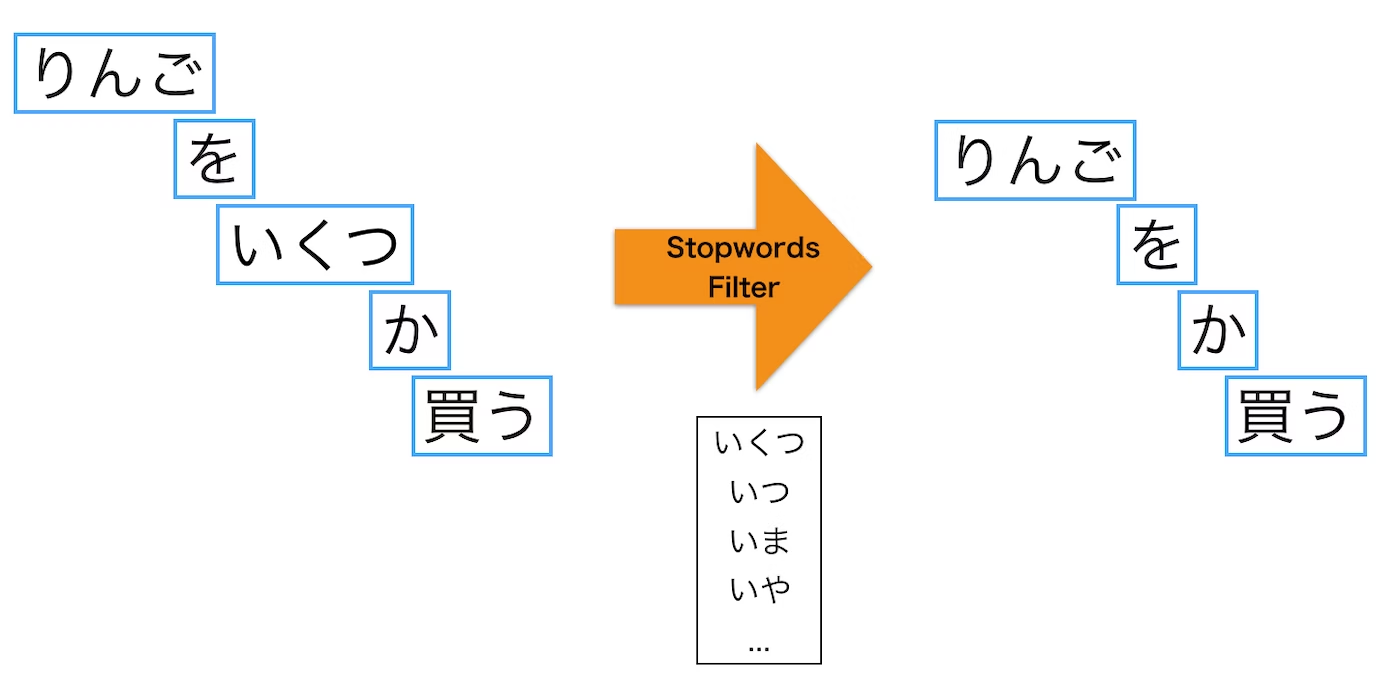 りんご
を
いくつ
か
買う
Stopwords
Filter
いくつ
いつ
いま
いや
...
りんご
を
か
買う